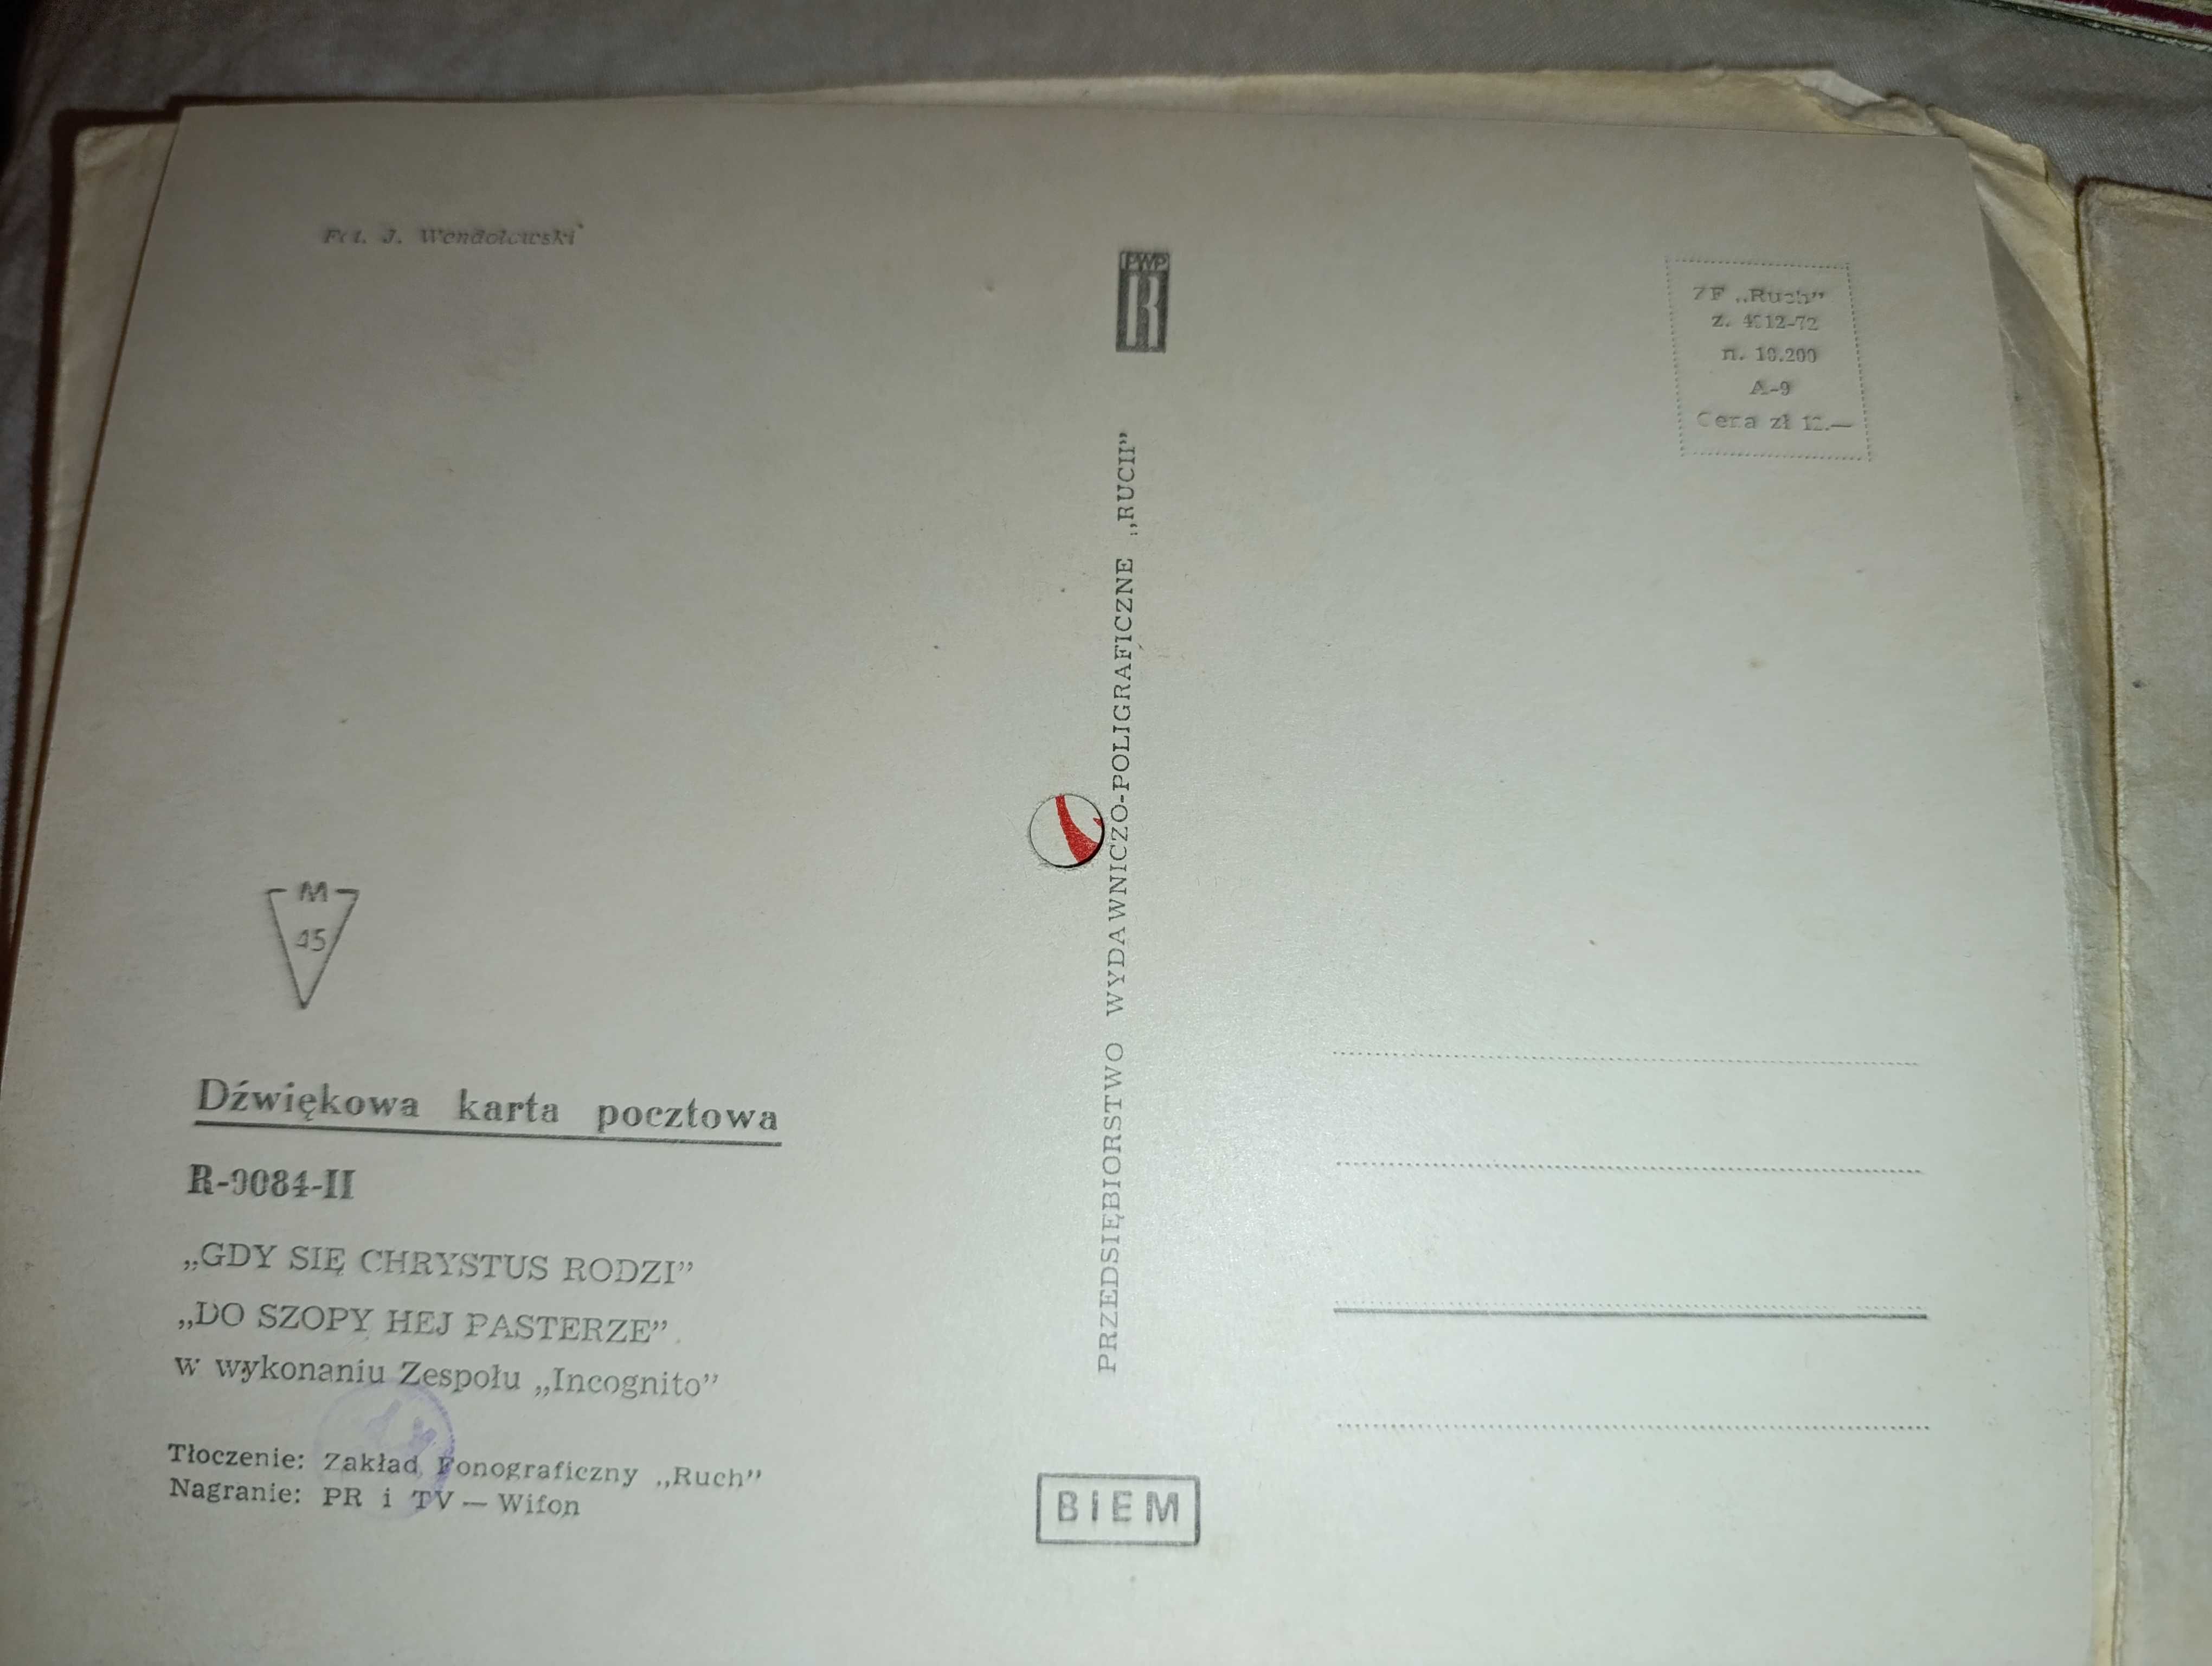 Fot. J. Wendołowski
PWP
R
ZF „Ruch”
z. 4012-72
n. 10.200
A-9
Cena zł 12.—
PRZEDSIĘBIORSTWO WYDAWNICZO-POLIGRAFICZNE „RUCH”
M
45
Dźwiękowa karta pocztowa
R-0084-II
„GDY SIĘ CHRYSTUS RODZI”
„DO SZOPY HEJ PASTERZE”
w wykonaniu Zespołu „Incognito”
Tłoczenie: Zakład Fonograficzny „Ruch”
Nagranie: PR i TV — Wifon
BIEM